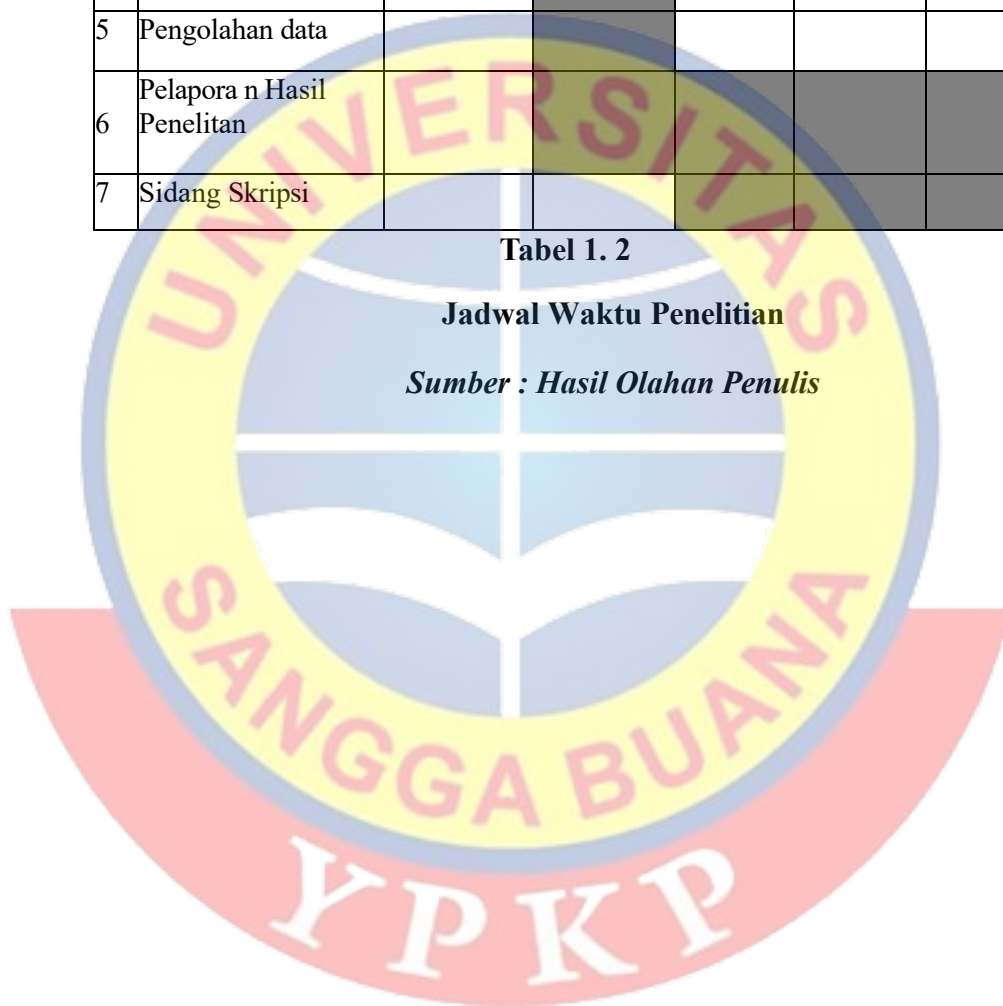 5 Pengolahan data
Pelapora n Hasil
6 Penelitan
7 Sidang Skripsi
Tabel 1. 2
Jadwal Waktu Penelitian
Sumber : Hasil Olahan Penulis
UNIVERSITAS
SANGGA BUANA
YPKP